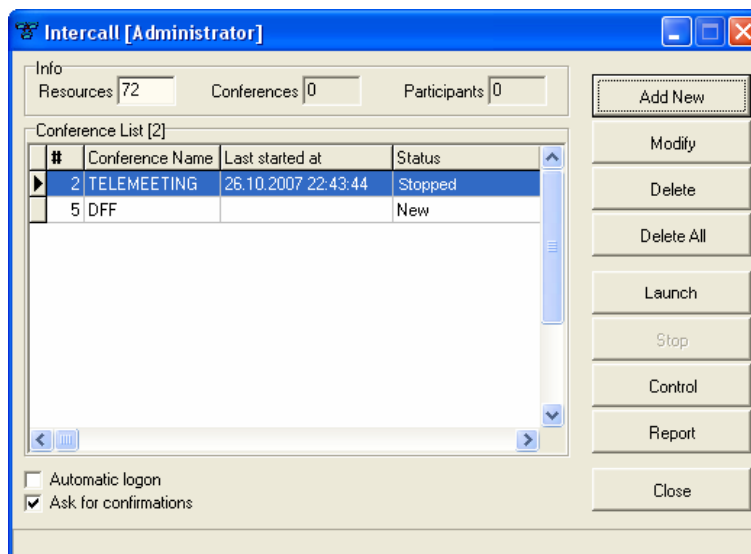 Intercall [Administrator]
Info
Resources 72 Conferences 0 Participants 0
Conference List [2]
# Conference Name Last started at Status
2 TELEMEETING 26.10.2007 22:43:44 Stopped
5 DFF New
Automatic logon
Ask for confirmations
Add New
Modify
Delete
Delete All
Launch
Stop
Control
Report
Close